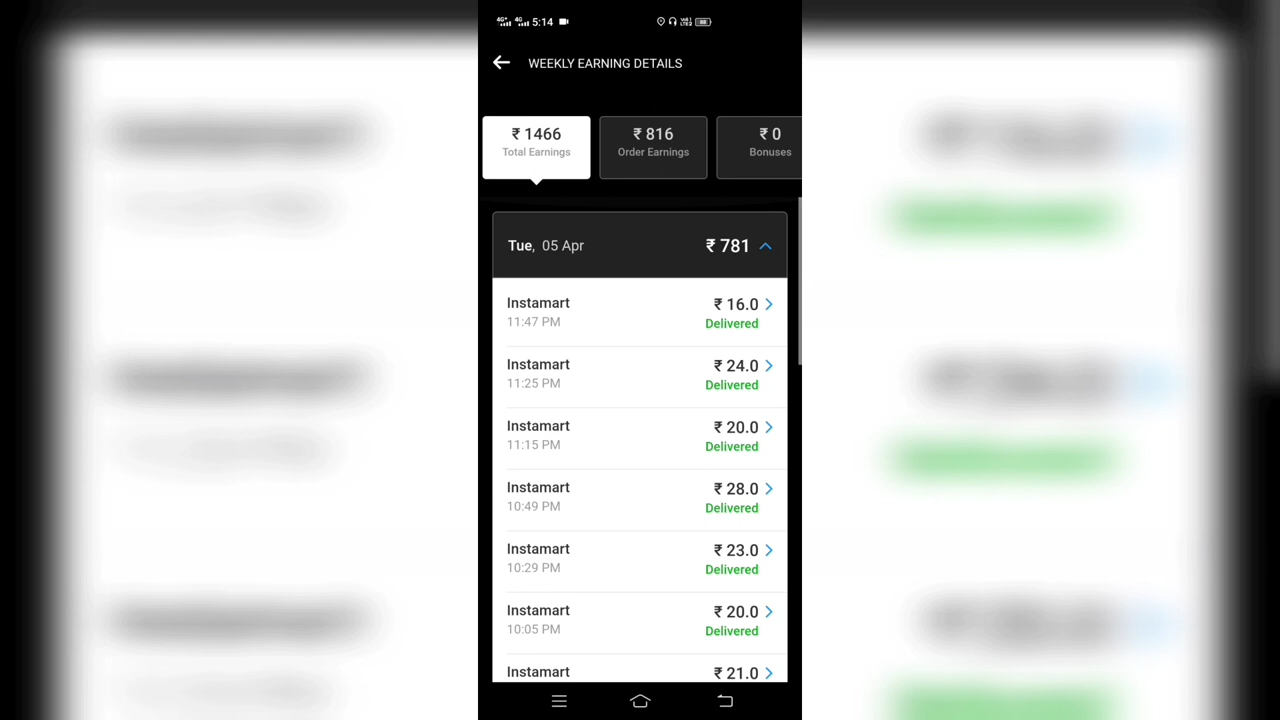 5:14
WEEKLY EARNING DETAILS
₹ 1466
Total Earnings
₹ 816
Order Earnings
₹ 0
Bonuses
Tue, 05 Apr
₹ 781
Instamart
₹ 16.0
11:47 PM
Delivered
Instamart
₹ 24.0
11:25 PM
Delivered
Instamart
₹ 20.0
11:15 PM
Delivered
Instamart
₹ 28.0
10:49 PM
Delivered
Instamart
₹ 23.0
10:29 PM
Delivered
Instamart
₹ 20.0
10:05 PM
Delivered
Instamart
₹ 21.0